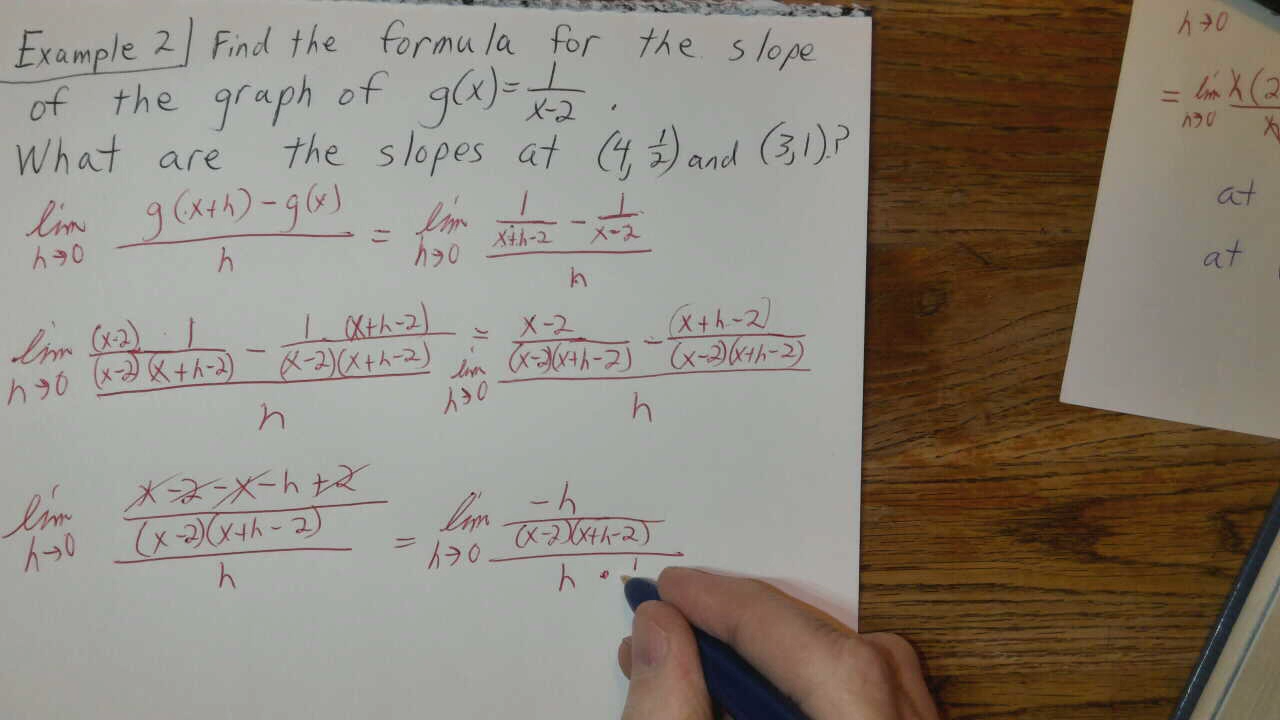 Example 2 | Find the formula for the slope
of the graph of g(x)=1/(x-2) .
What are the slopes at (4, 1/2) and (3,1).?
lim h→0 (g(x+h)-g(x))/h = lim h→0 (1/(x+h-2) - 1/(x-2))/h
lim h→0 ((x-2) · 1/((x-2)(x+h-2)) - 1 (x+h-2)/((x-2)(x+h-2)))/h = lim h→0 ((x-2)/((x-2)(x+h-2)) - (x+h-2)/((x-2)(x+h-2)))/h
lim h→0 ((x-2-x-h+2)/((x-2)(x+h-2)))/h = lim h→0 (-h/((x-2)(x+h-2)))/(h ·
h→0
= lim h→0 h(2
at
at